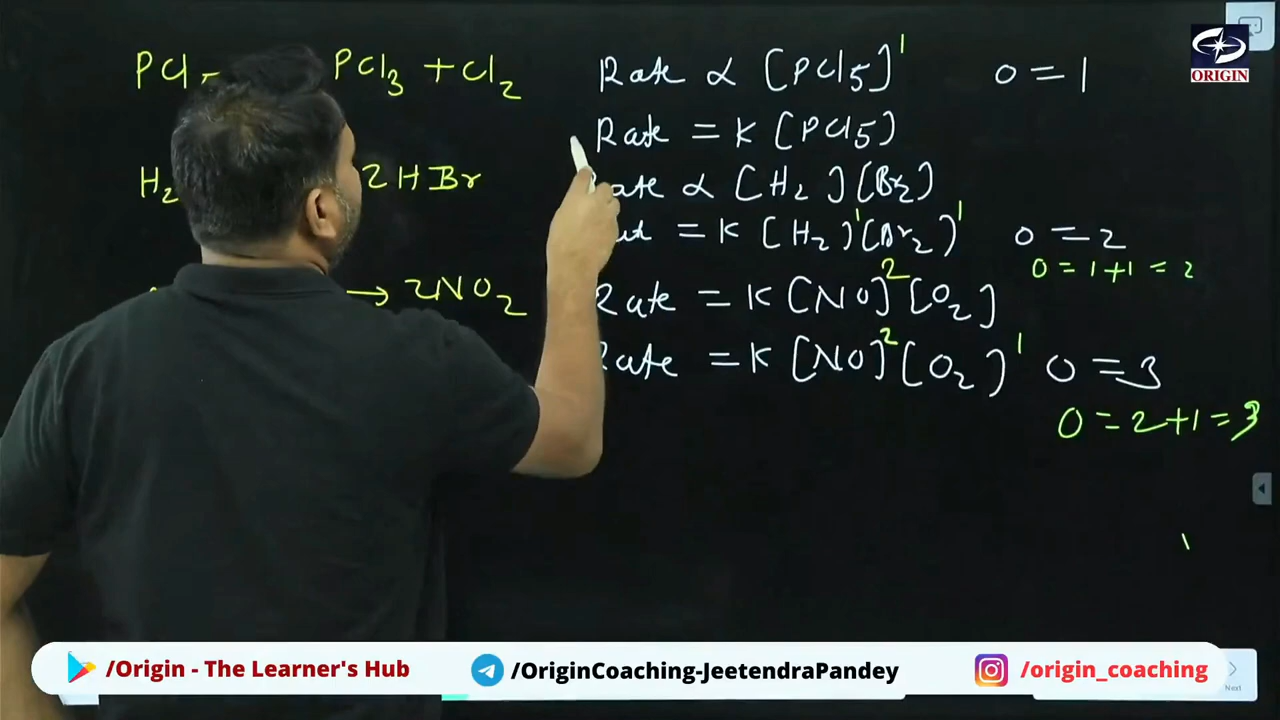 PCl PCl3 + Cl2 Rate ∝ [PCl5]¹ O = 1
Rate = K [PCl5]
H2 2HBr Rate ∝ [H2][Br2]
= K [H2]¹[Br2]¹ O = 2
O = 1+1 = 2
→ 2NO2 Rate = K [NO]²[O2]
Rate = K [NO]²[O2]¹ O = 3
O = 2+1 = 3
ORIGIN
/Origin - The Learner's Hub
/OriginCoaching-JeetendraPandey
/origin_coaching
Next